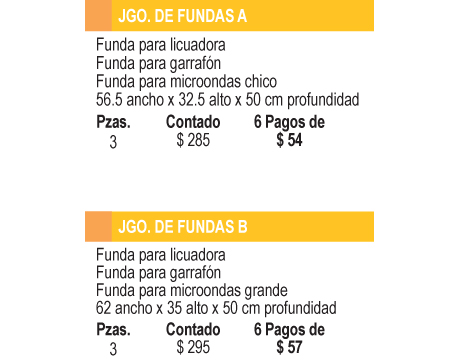 JGO. DE FUNDAS A
Funda para licuadora
Funda para garrafón
Funda para microondas chico
56.5 ancho x 32.5 alto x 50 cm profundidad
Pzas. Contado 6 Pagos de
3 $ 285 $ 54
JGO. DE FUNDAS B
Funda para licuadora
Funda para garrafón
Funda para microondas grande
62 ancho x 35 alto x 50 cm profundidad
Pzas. Contado 6 Pagos de
3 $ 295 $ 57